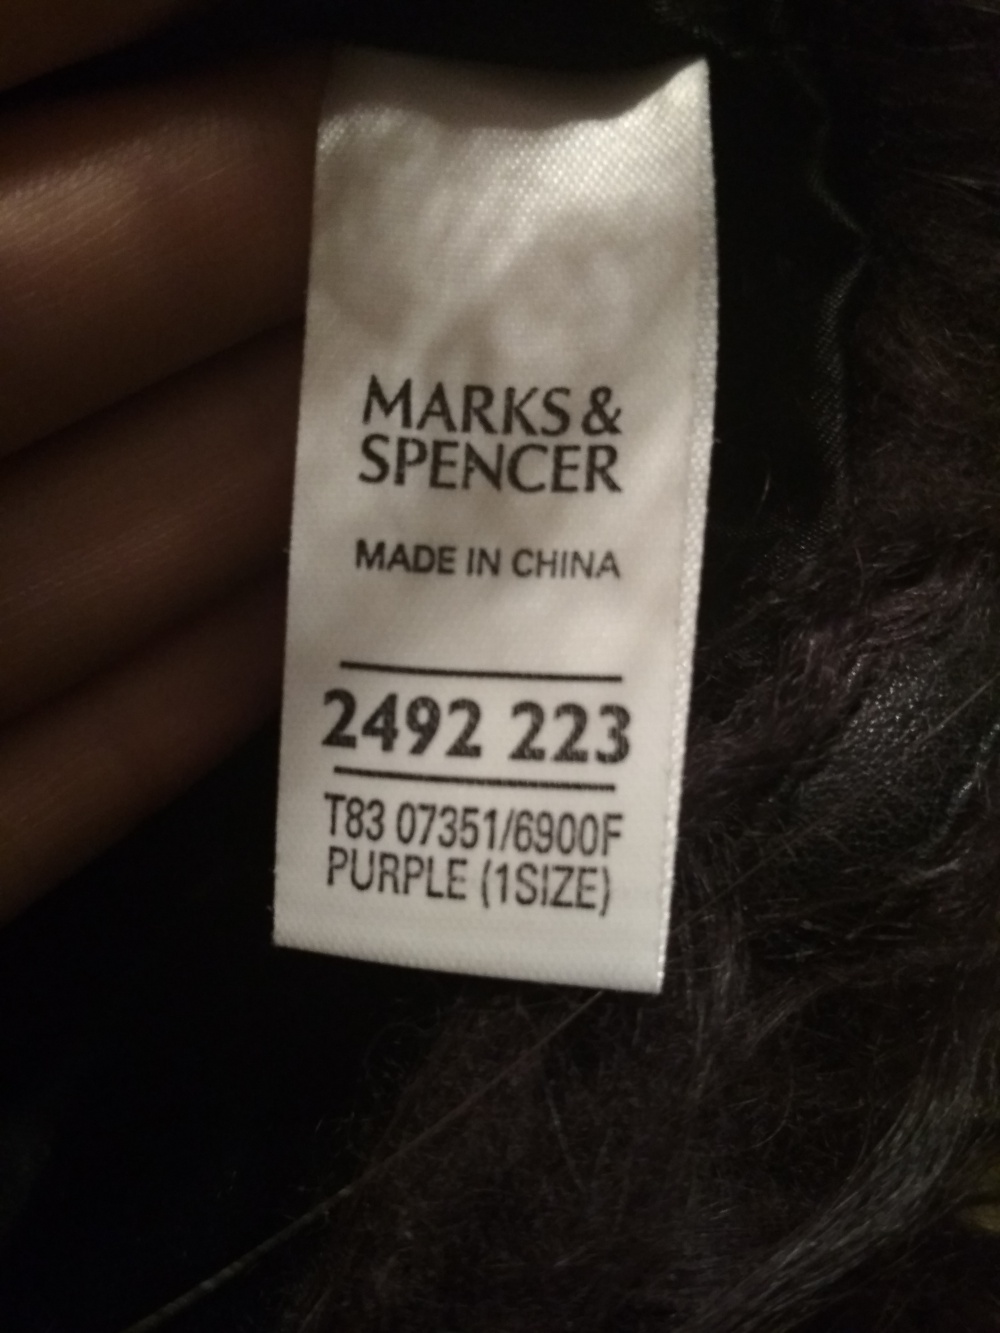 MARKS &
SPENCER
MADE IN CHINA
2492 223
T83 07351/6900F
PURPLE (1SIZE)